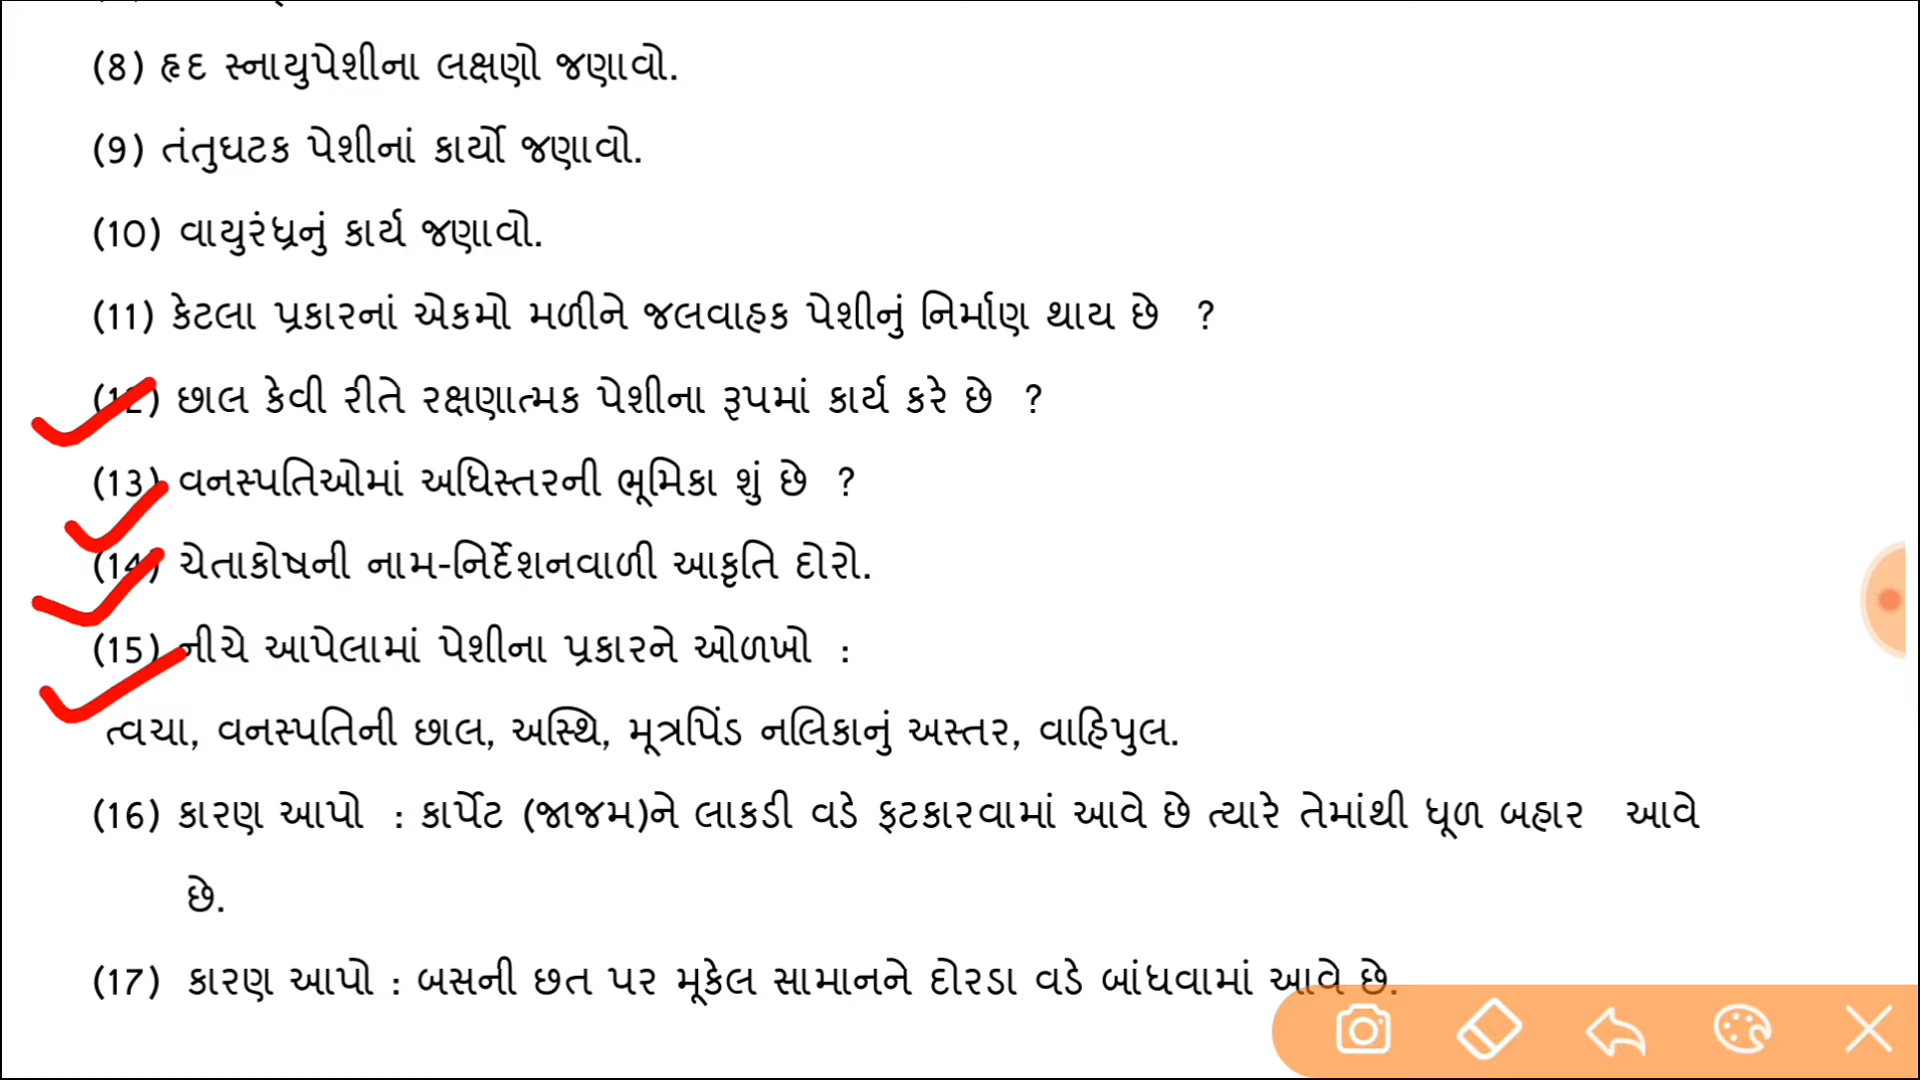 (8) હૃદ સ્નાયુપેશીના લક્ષણો જણાવો.
(9) તંતુઘટક પેશીનાં કાર્યો જણાવો.
(10) વાયુરંધ્રનું કાર્ય જણાવો.
(11) કેટલા પ્રકારનાં એકમો મળીને જલવાહક પેશીનું નિર્માણ થાય છે ?
(12) છાલ કેવી રીતે રક્ષણાત્મક પેશીના રૂપમાં કાર્ય કરે છે ?
(13) વનસ્પતિઓમાં અધિસ્તરની ભૂમિકા શું છે ?
(14) ચેતાકોષની નામ-નિર્દેશનવાળી આકૃતિ દોરો.
(15) નીચે આપેલામાં પેશીના પ્રકારને ઓળખો :
ત્વચા, વનસ્પતિની છાલ, અસ્થિ, મૂત્રપિંડ નલિકાનું અસ્તર, વાહિપુલ.
(16) કારણ આપો : કાર્પેટ (જાજમ)ને લાકડી વડે ફટકારવામાં આવે છે ત્યારે તેમાંથી ધૂળ બહાર આવે
છે.
(17) કારણ આપો : બસની છત પર મૂકેલ સામાનને દોરડા વડે બાંધવામાં આવે છે.